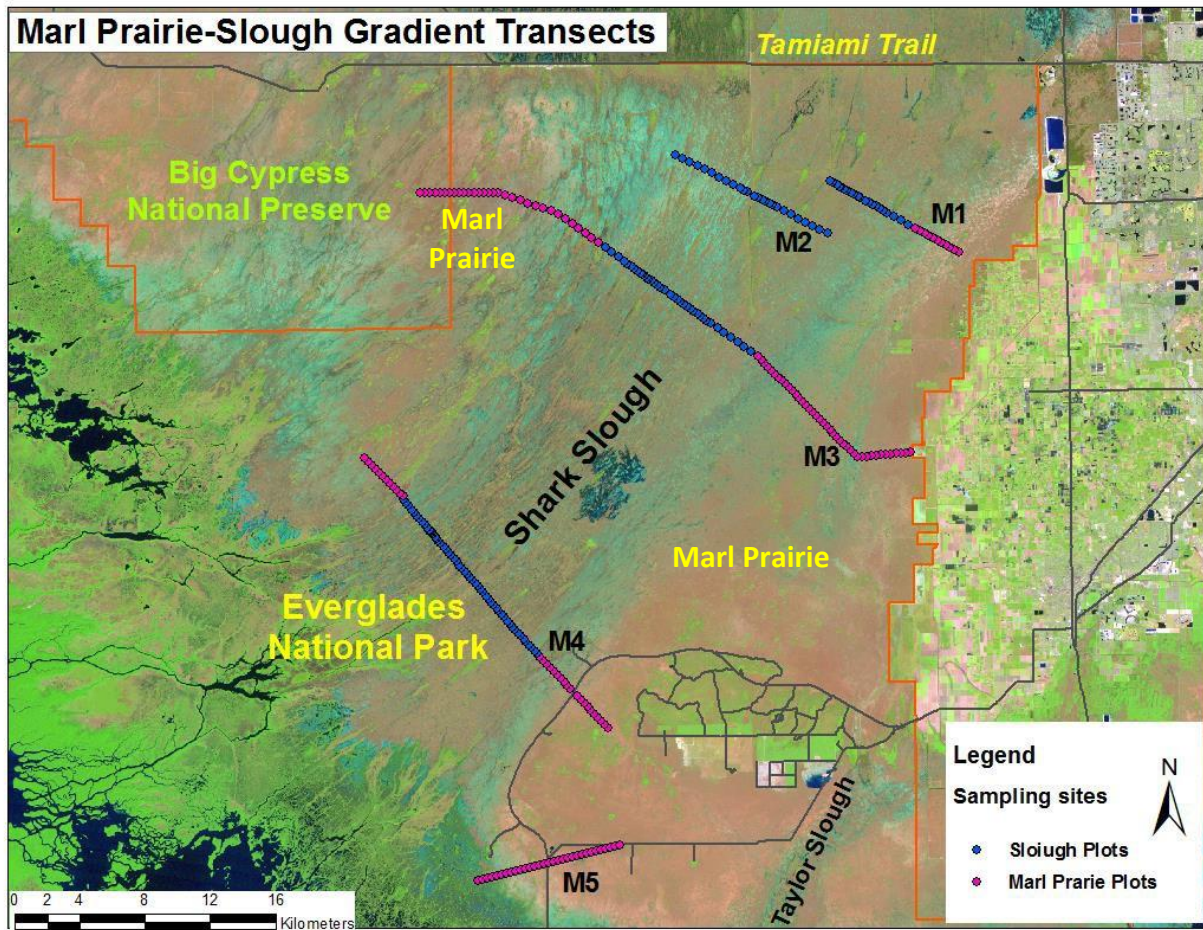 Marl Prairie-Slough Gradient Transects
Tamiami Trail
Big Cypress
National Preserve
Marl
Prairie
M1
M2
Shark Slough
M3
Marl Prairie
Everglades
National Park
M4
Taylor Slough
M5
Legend
N
Sampling sites
Sloiugh Plots
Marl Prarie Plots
0 2 4 8 12 16
Kilometers